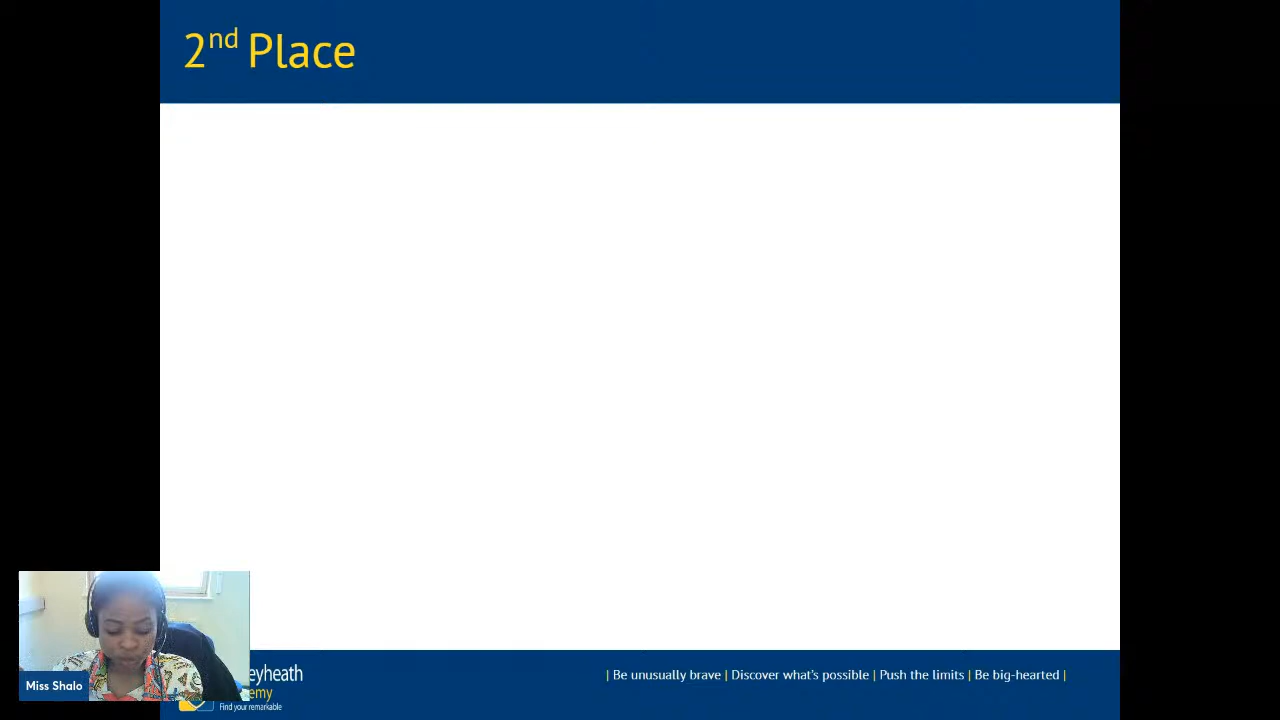 2nd Place
Miss Shalo
eyheath
emy
Find your remarkable
| Be unusually brave | Discover what's possible | Push the limits | Be big-hearted |